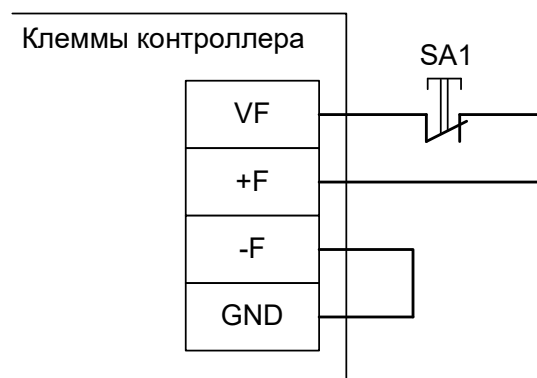 Клеммы контроллера
SA1
VF
+F
-F
GND